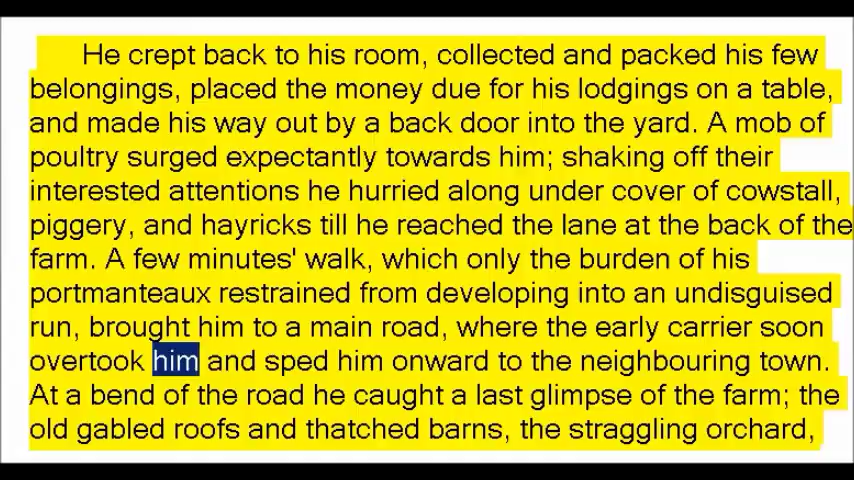 He crept back to his room, collected and packed his few
belongings, placed the money due for his lodgings on a table,
and made his way out by a back door into the yard. A mob of
poultry surged expectantly towards him; shaking off their
interested attentions he hurried along under cover of cowstall,
piggery, and hayricks till he reached the lane at the back of the
farm. A few minutes' walk, which only the burden of his
portmanteaux restrained from developing into an undisguised
run, brought him to a main road, where the early carrier soon
overtook him and sped him onward to the neighbouring town.
At a bend of the road he caught a last glimpse of the farm; the
old gabled roofs and thatched barns, the straggling orchard,